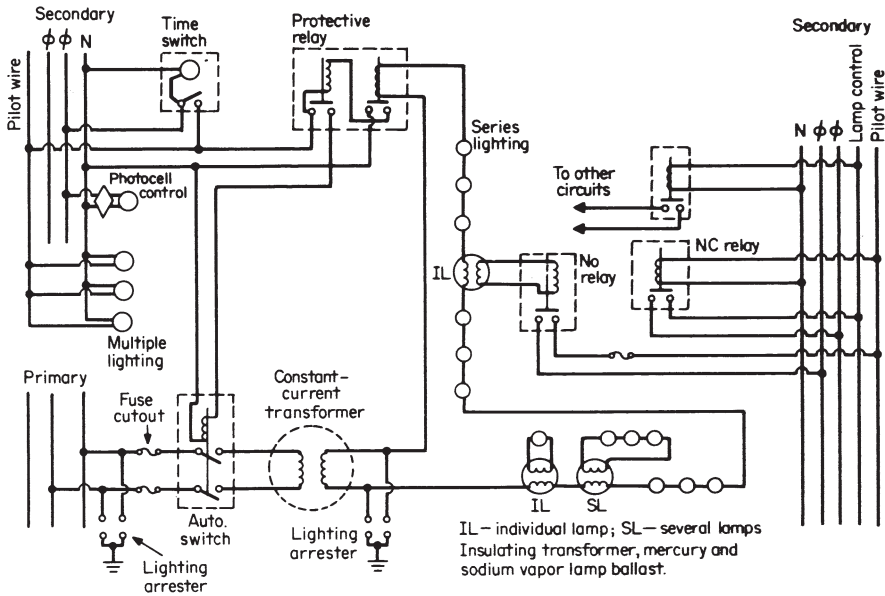 Secondary
ϕ ϕ N
Pilot wire
Time
switch
Protective
relay
Secondary
N ϕ ϕ
Lamp control
Pilot wire
Series
lighting
To other
circuits
Photocell
control
NC relay
IL
No
relay
Multiple
lighting
Primary
Fuse
cutout
Constant–
current
transformer
Auto.
switch
Lighting
arrester
Lighting
arrester
IL
SL
IL — individual lamp; SL — several lamps
Insulating transformer, mercury and
sodium vapor lamp ballast.